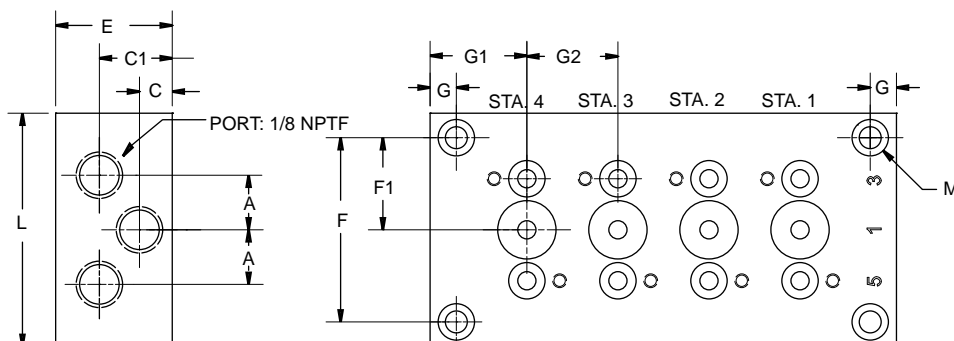 E
C1
C
PORT: 1/8 NPTF
L
A
A
G1
G2
G
G
STA. 4
STA. 3
STA. 2
STA. 1
F1
F
M
3
1
5